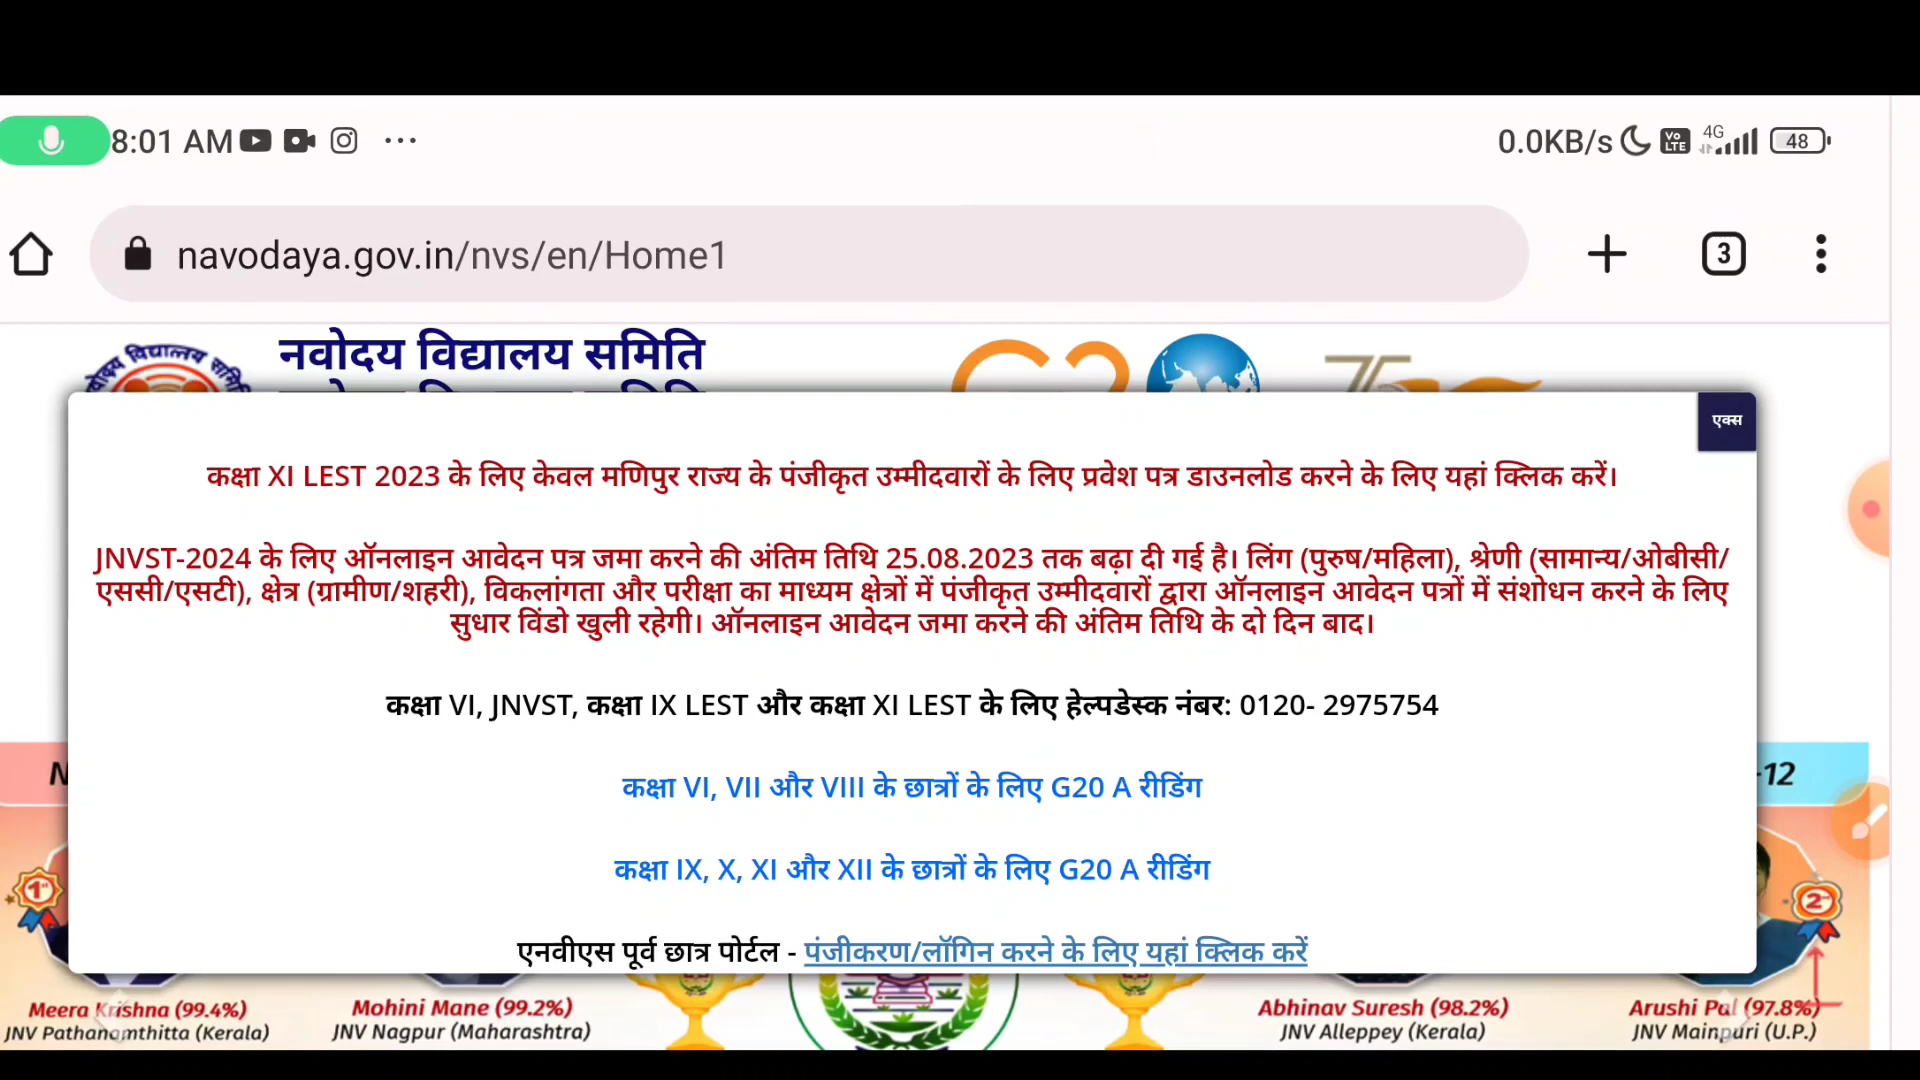 8:01 AM ... 0.0KB/s Vo LTE 4G 48
navodaya.gov.in/nvs/en/Home1 3
नवोदय विद्यालय समिति
एक्स
कक्षा XI LEST 2023 के लिए केवल मणिपुर राज्य के पंजीकृत उम्मीदवारों के लिए प्रवेश पत्र डाउनलोड करने के लिए यहां क्लिक करें।
JNVST-2024 के लिए ऑनलाइन आवेदन पत्र जमा करने की अंतिम तिथि 25.08.2023 तक बढ़ा दी गई है। लिंग (पुरुष/महिला), श्रेणी (सामान्य/ओबीसी/
एससी/एसटी), क्षेत्र (ग्रामीण/शहरी), विकलांगता और परीक्षा का माध्यम क्षेत्रों में पंजीकृत उम्मीदवारों द्वारा ऑनलाइन आवेदन पत्रों में संशोधन करने के लिए
सुधार विंडो खुली रहेगी। ऑनलाइन आवेदन जमा करने की अंतिम तिथि के दो दिन बाद।
कक्षा VI, JNVST, कक्षा IX LEST और कक्षा XI LEST के लिए हेल्पडेस्क नंबर: 0120- 2975754
-12
कक्षा VI, VII और VIII के छात्रों के लिए G20 A रीडिंग
कक्षा IX, X, XI और XII के छात्रों के लिए G20 A रीडिंग
1st 2nd
एनवीएस पूर्व छात्र पोर्टल - पंजीकरण/लॉगिन करने के लिए यहां क्लिक करें
Meera Krishna (99.4%) Mohini Mane (99.2%) Abhinav Suresh (98.2%) Arushi Pal (97.8%)
JNV Pathanamthitta (Kerala) JNV Nagpur (Maharashtra) JNV Alleppey (Kerala) JNV Mainpuri (U.P.)